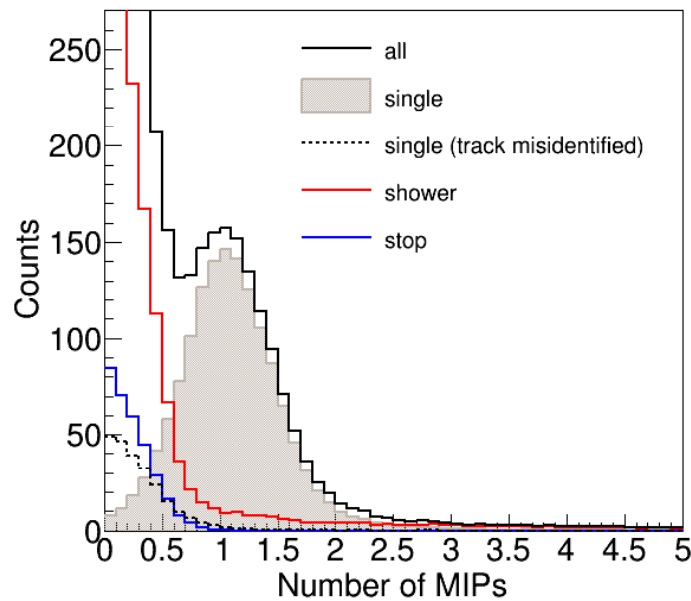 250
200
150
100
50
0
Counts
all
single
single (track misidentified)
shower
stop
0 0.5 1 1.5 2 2.5 3 3.5 4 4.5 5
Number of MIPs